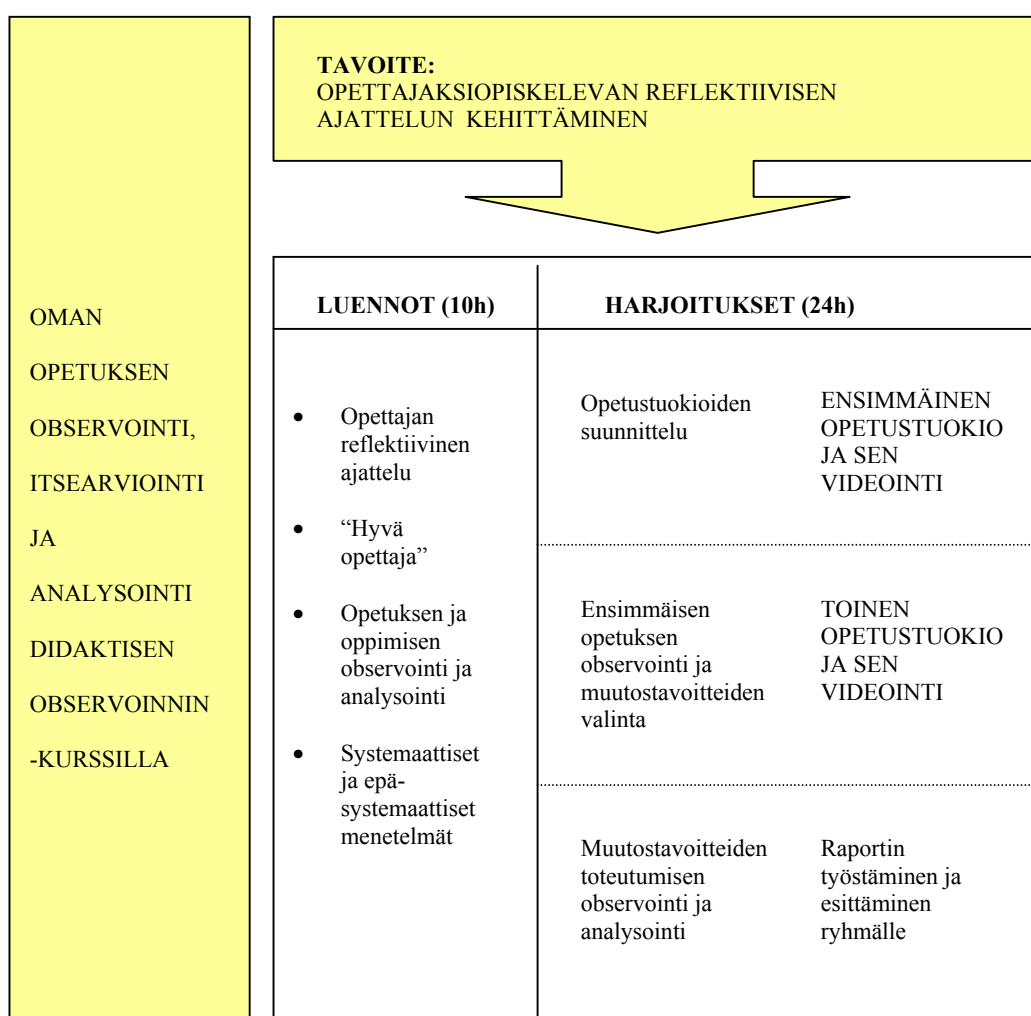 TAVOITE:
OPETTAJAKSIOPISKELEVAN REFLEKTIIVISEN
AJATTELUN KEHITTÄMINEN
OMAN
OPETUKSEN
OBSERVOINTI,
ITSEARVIOINTI
JA
ANALYSOINTI
DIDAKTISEN
OBSERVOINNIN
-KURSSILLA
LUENNOT (10h)
• Opettajan
reflektiivinen
ajattelu
• “Hyvä
opettaja”
• Opetuksen ja
oppimisen
observointi ja
analysointi
• Systemaattiset
ja epä-
systemaattiset
menetelmät
HARJOITUKSET (24h)
Opetustuokioiden
suunnittelu
ENSIMMÄINEN
OPETUSTUOKIO
JA SEN
VIDEOINTI
Ensimmäisen
opetuksen
observointi ja
muutostavoitteiden
valinta
TOINEN
OPETUSTUOKIO
JA SEN
VIDEOINTI
Muutostavoitteiden
toteutumisen
observointi ja
analysointi
Raportin
työstäminen ja
esittäminen
ryhmälle